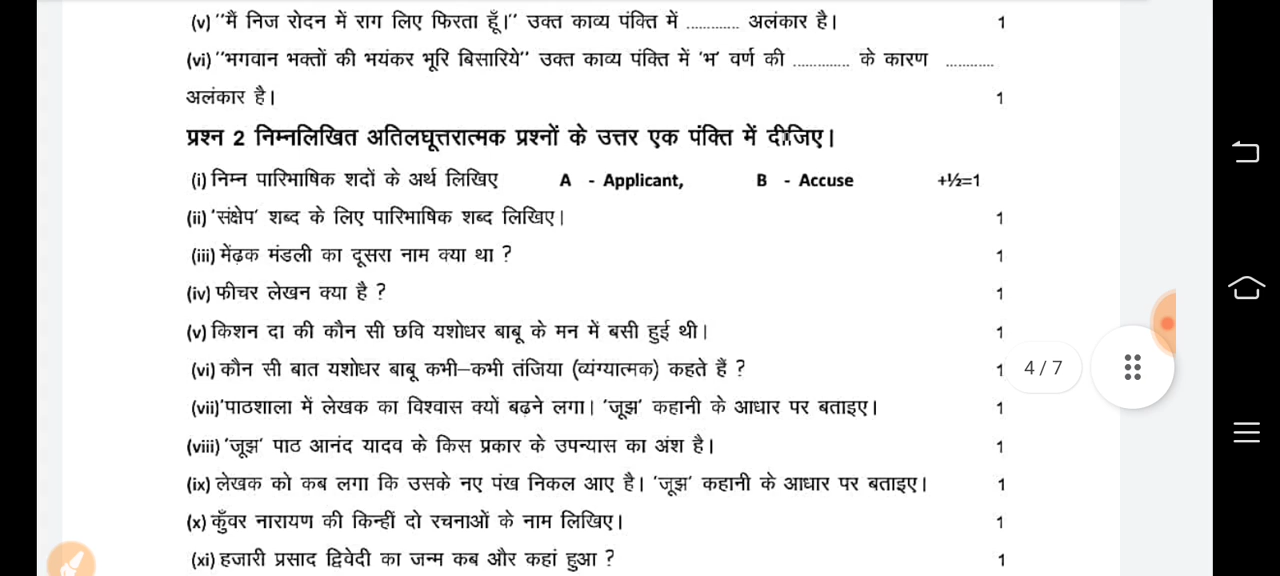 (v) ''मैं निज रोदन में राग लिए फिरता हूँ।'' उक्त काव्य पंक्ति में ............. अलंकार है। 1
(vi) ''भगवान भक्तों की भयंकर भूरि बिसारिये'' उक्त काव्य पंक्ति में 'भ' वर्ण की .............. के कारण ............
अलंकार है। 1
प्रश्न 2 निम्नलिखित अतिलघूत्तरात्मक प्रश्नों के उत्तर एक पंक्ति में दीजिए।
(i) निम्न पारिभाषिक शदों के अर्थ लिखिए A - Applicant, B - Accuse +½=1
(ii) 'संक्षेप' शब्द के लिए पारिभाषिक शब्द लिखिए। 1
(iii) मेंढ़क मंडली का दूसरा नाम क्या था ? 1
(iv) फीचर लेखन क्या है ? 1
(v) किशन दा की कौन सी छवि यशोधर बाबू के मन में बसी हुई थी। 1
(vi) कौन सी बात यशोधर बाबू कभी–कभी तंजिया (व्यंग्यात्मक) कहते हैं ? 1
4 / 7
(vii) 'पाठशाला में लेखक का विश्वास क्यों बढ़ने लगा। 'जूझ' कहानी के आधार पर बताइए। 1
(viii) 'जूझ' पाठ आनंद यादव के किस प्रकार के उपन्यास का अंश है। 1
(ix) लेखक को कब लगा कि उसके नए पंख निकल आए है। 'जूझ' कहानी के आधार पर बताइए। 1
(x) कुँवर नारायण की किन्हीं दो रचनाओं के नाम लिखिए। 1
(xi) हजारी प्रसाद द्विवेदी का जन्म कब और कहां हुआ ? 1